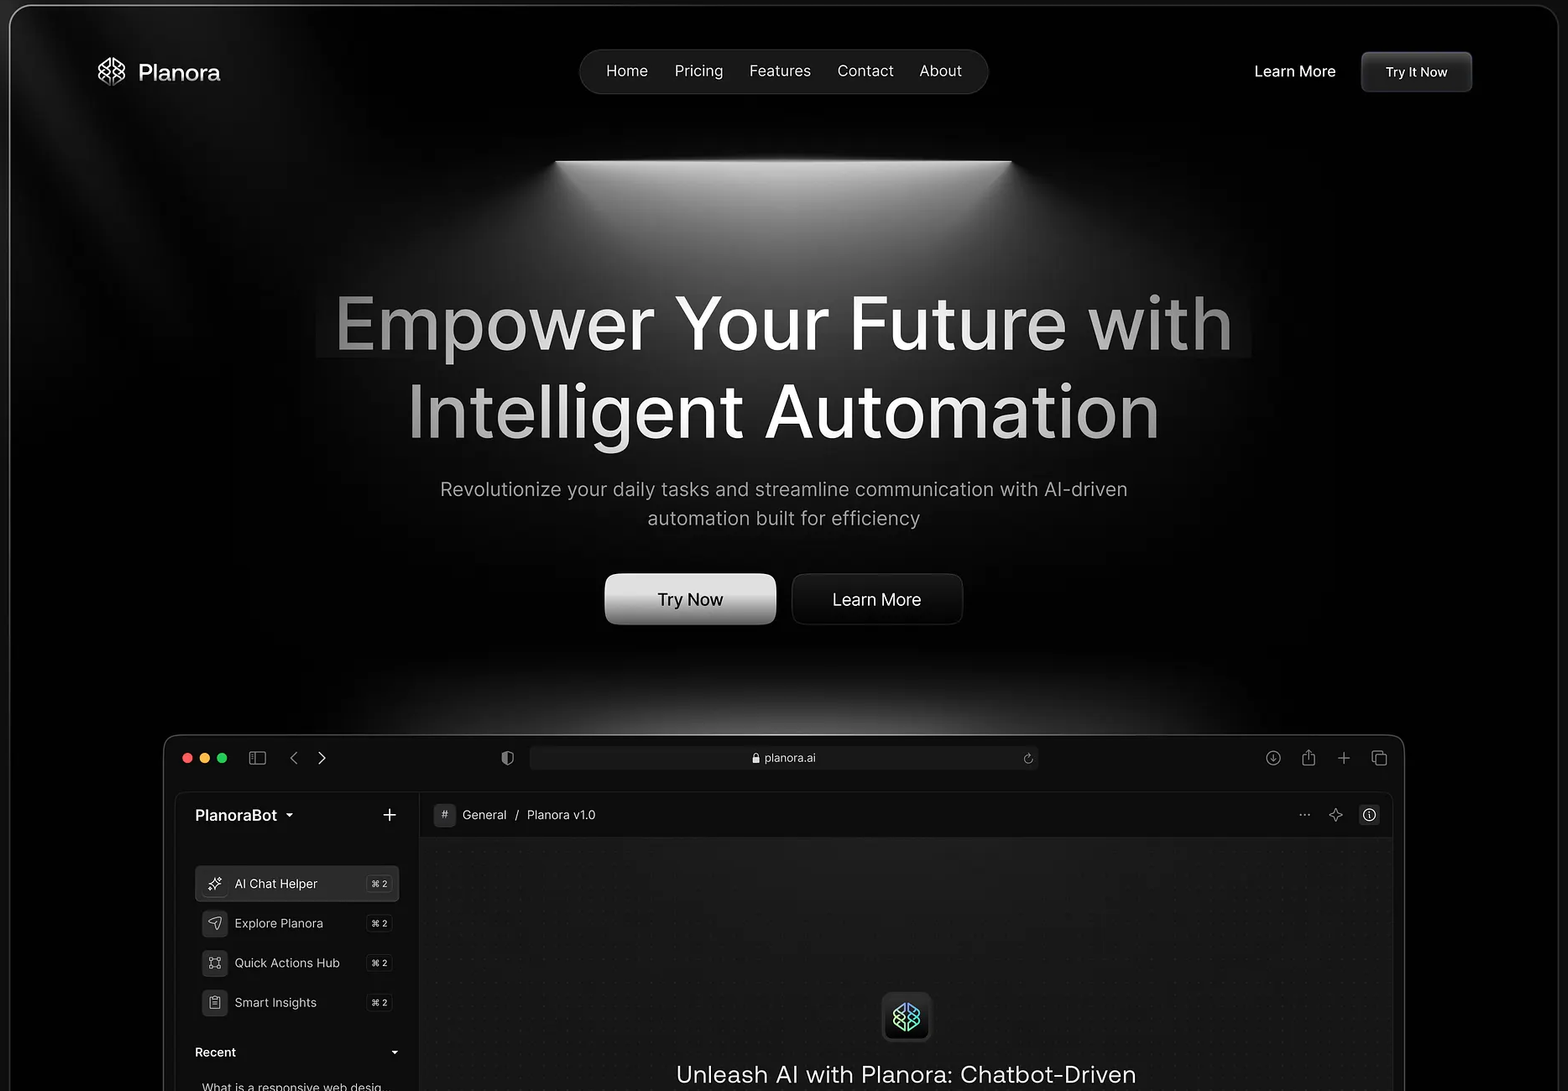 Planora
Home Pricing Features Contact About
Learn More Try It Now
Empower Your Future with
Intelligent Automation
Revolutionize your daily tasks and streamline communication with AI-driven
automation built for efficiency
Try Now Learn More
planora.ai
PlanoraBot
# General / Planora v1.0
AI Chat Helper ⌘ 2
Explore Planora ⌘ 2
Quick Actions Hub ⌘ 2
Smart Insights ⌘ 2
Recent
What is a responsive web desig...
Unleash AI with Planora: Chatbot-Driven